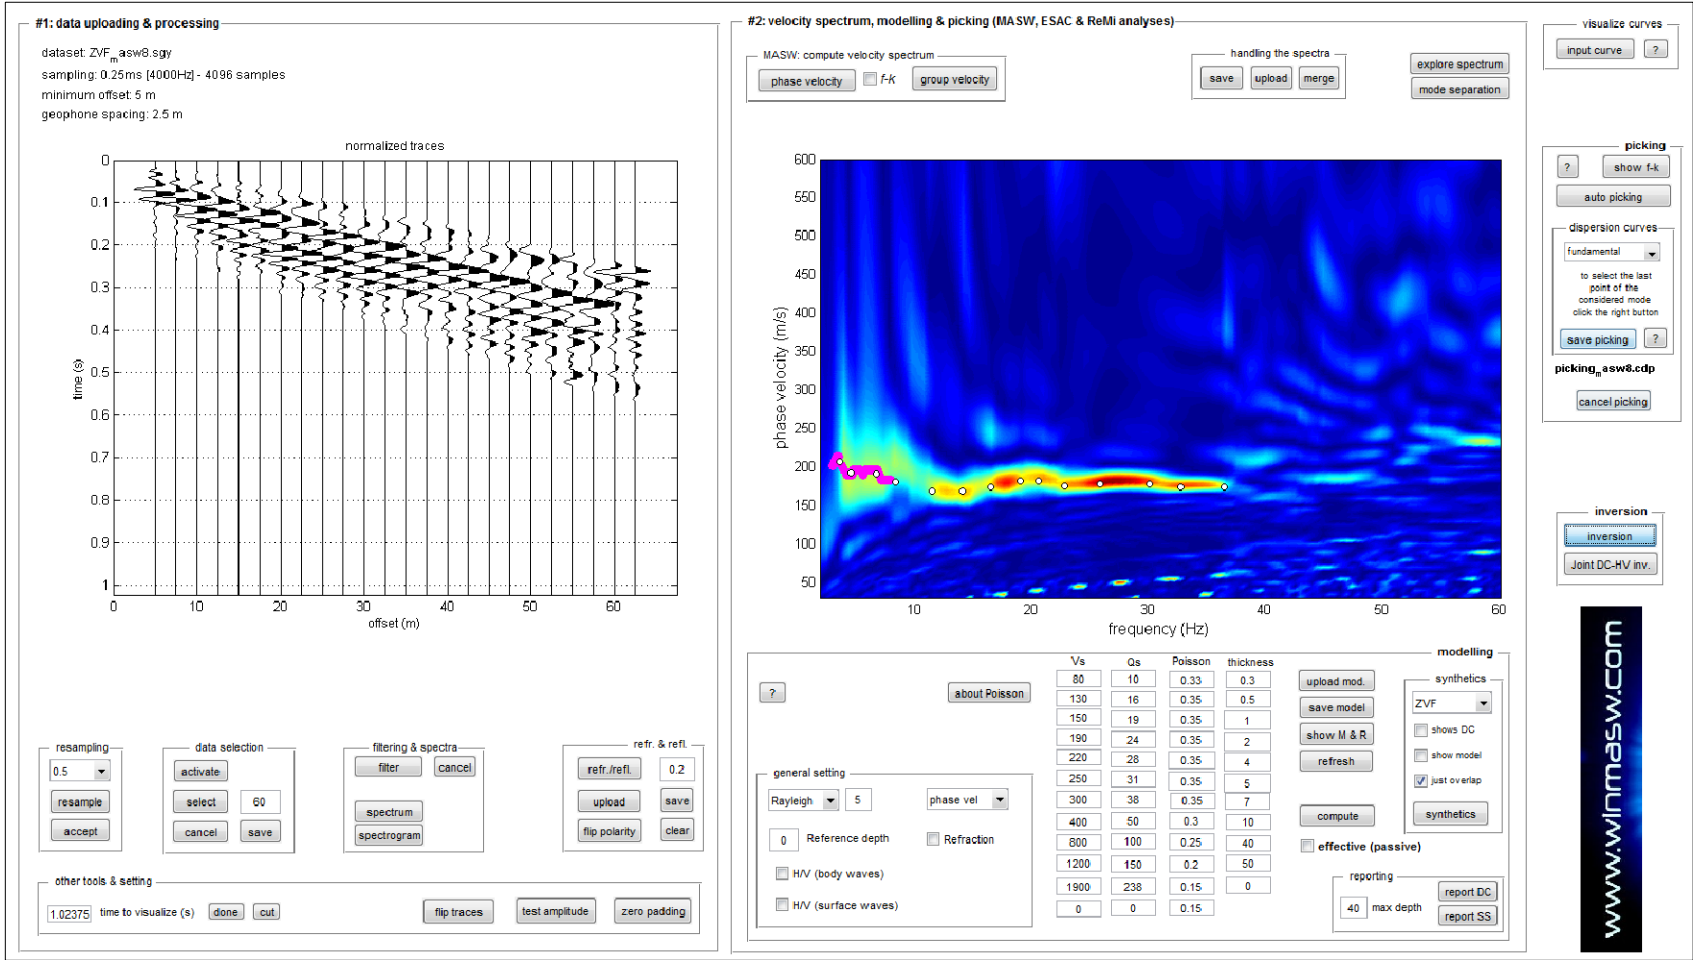 #1: data uploading & processing
dataset: ZVF_masw8.sgy
sampling: 0.25ms [4000Hz] - 4096 samples
minimum offset: 5 m
geophone spacing: 2.5 m
normalized traces
0
0.1
0.2
0.3
0.4
0.5
0.6
0.7
0.8
0.9
1
time (s)
0 10 20 30 40 50 60
offset (m)
resampling
0.5
resample
accept
data selection
activate
select 60
cancel save
filtering & spectra
filter cancel
spectrum
spectrogram
refr. & refl.
refr./refl. 0.2
upload save
flip polarity clear
other tools & setting
1.02375 time to visualize (s) done cut flip traces test amplitude zero padding
#2: velocity spectrum, modelling & picking (MASW, ESAC & ReMi analyses)
MASW: compute velocity spectrum
phase velocity f-k group velocity
handling the spectra
save upload merge
explore spectrum
mode separation
600
550
500
450
400
350
300
250
200
150
100
50
phase velocity (m/s)
10 20 30 40 50 60
frequency (Hz)
modelling
? about Poisson
general setting
Rayleigh 5 phase vel
0 Reference depth Refraction
H/V (body waves)
H/V (surface waves)
Vs Qs Poisson thickness
80 10 0.33 0.3
130 16 0.35 0.5
150 19 0.35 1
190 24 0.35 2
220 28 0.35 4
250 31 0.35 5
300 38 0.35 7
400 50 0.3 10
800 100 0.25 40
1200 150 0.2 50
1900 238 0.15 0
0 0 0.15
upload mod.
save model
show M & R
refresh
compute
effective (passive)
synthetics
ZVF
shows DC
show model
just overlap
synthetics
reporting
40 max depth
report DC
report SS
visualize curves
input curve ?
picking
? show f-k
auto picking
dispersion curves
fundamental
to select the last
point of the
considered mode
click the right button
save picking ?
picking_masw8.cdp
cancel picking
inversion
inversion
Joint DC-HV inv.
www.winmasw.com